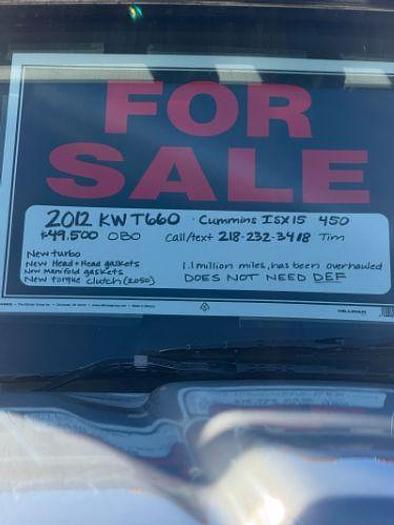 FOR
SALE
2012 KW T660 · Cummins ISX15 450
$49.500 OBO Call/text 218-232-3418 Tim
New turbo
New Head + Head gaskets
New Manifold gaskets
New torque clutch (2050)
1.1 million miles, has been overhauled
DOES NOT NEED DEF